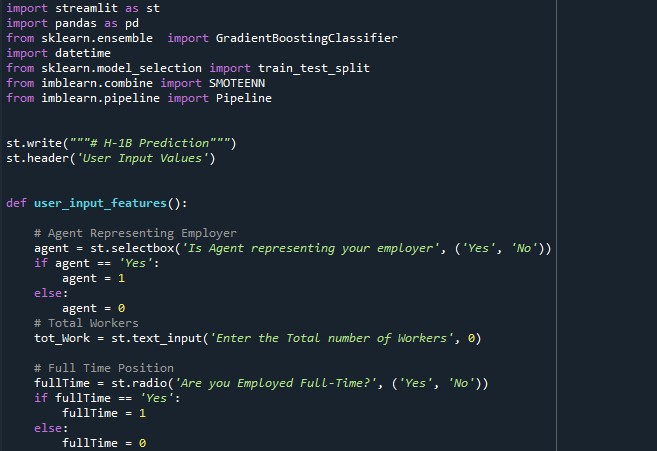 import streamlit as st
import pandas as pd
from sklearn.ensemble  import GradientBoostingClassifier
import datetime
from sklearn.model_selection import train_test_split
from imblearn.combine import SMOTEENN
from imblearn.pipeline import Pipeline
st.write("""# H-1B Prediction""")
st.header('User Input Values')
def user_input_features():
    # Agent Representing Employer
    agent = st.selectbox('Is Agent representing your employer', ('Yes', 'No'))
    if agent == 'Yes':
        agent = 1
    else:
        agent = 0
    # Total Workers
    tot_Work = st.text_input('Enter the Total number of Workers', 0)
    # Full Time Position
    fullTime = st.radio('Are you Employed Full-Time?', ('Yes', 'No'))
    if fullTime == 'Yes':
        fullTime = 1
    else:
        fullTime = 0